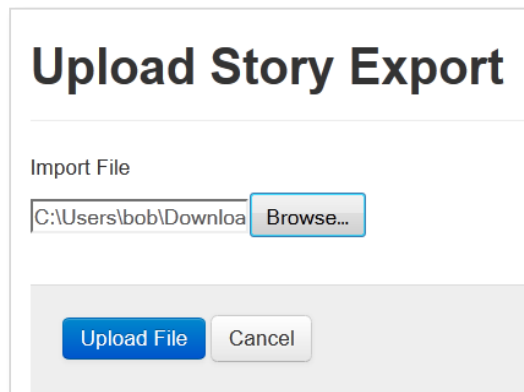 Upload Story Export
Import File
C:\Users\bob\Downloa Browse...
Upload File Cancel